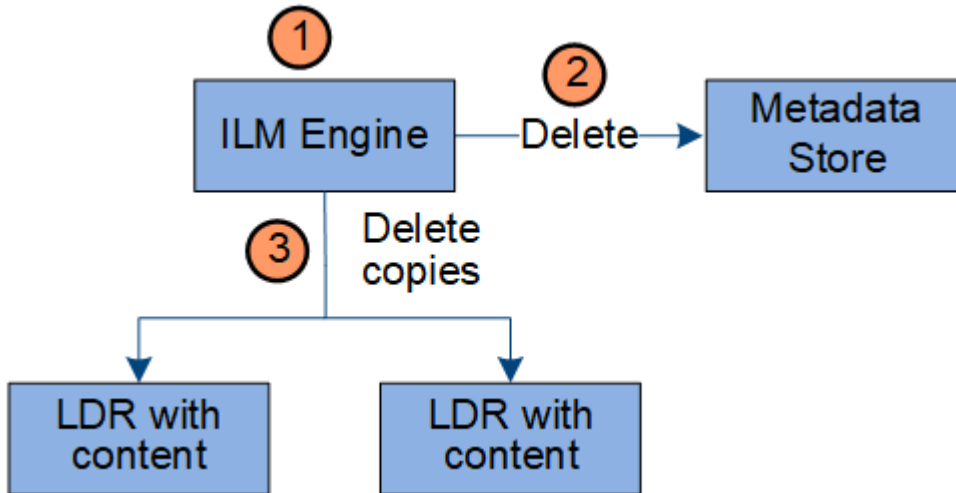 1
2
ILM Engine
Delete
Metadata
Store
3
Delete
copies
LDR with
content
LDR with
content